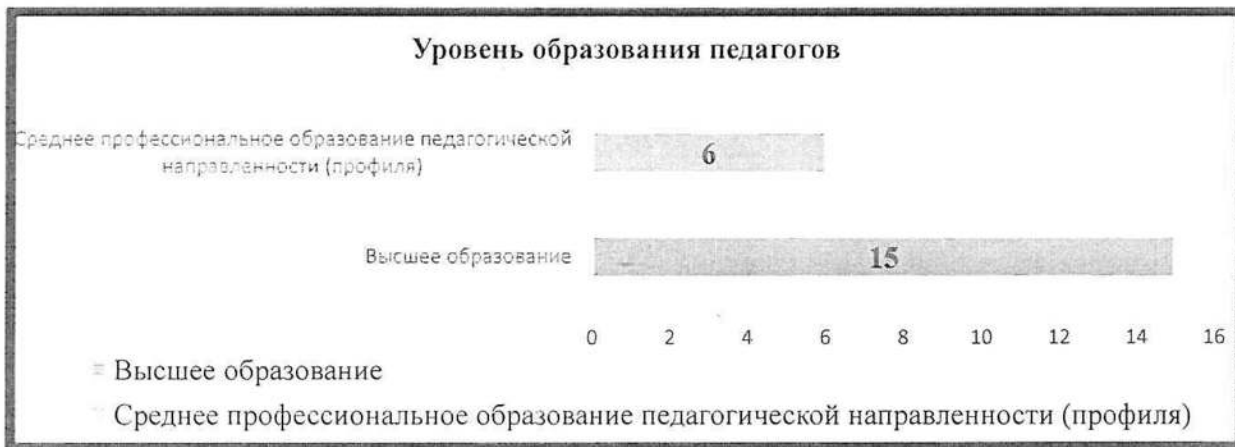 Уровень образования педагогов
Среднее профессиональное образование педагогической
направленности (профиля)
6
Высшее образование
15
0 2 4 6 8 10 12 14 16
Высшее образование
Среднее профессиональное образование педагогической направленности (профиля)